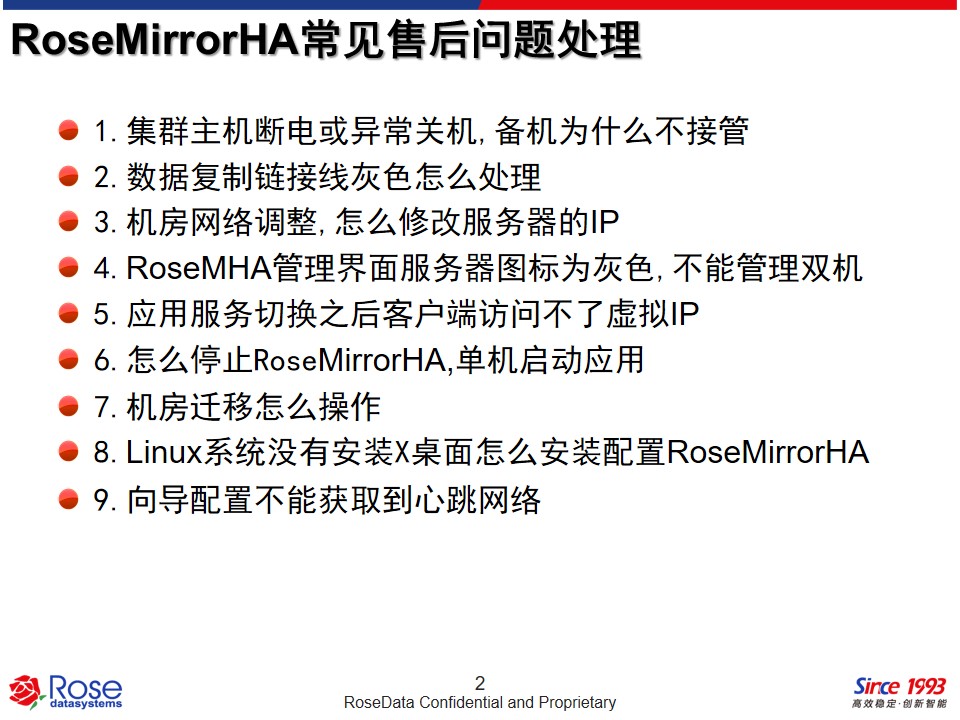 RoseMirrorHA常见售后问题处理
1.集群主机断电或异常关机,备机为什么不接管
2.数据复制链接线灰色怎么处理
3.机房网络调整,怎么修改服务器的IP
4.RoseMHA管理界面服务器图标为灰色,不能管理双机
5.应用服务切换之后客户端访问不了虚拟IP
6.怎么停止RoseMirrorHA,单机启动应用
7.机房迁移怎么操作
8.Linux系统没有安装X桌面怎么安装配置RoseMirrorHA
9.向导配置不能获取到心跳网络
Rose
datasystems
2
RoseData Confidential and Proprietary
Since 1993
高效稳定·创新智能